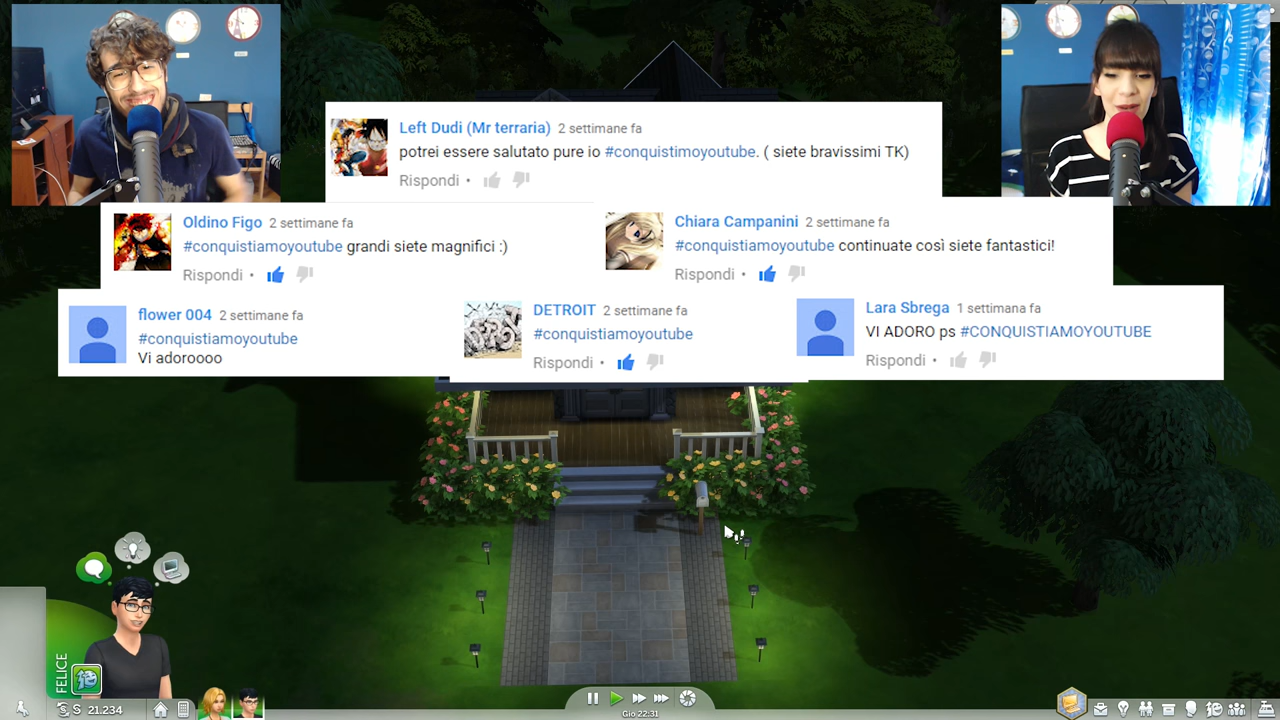 Left Dudi (Mr terraria) 2 settimane fa
potrei essere salutato pure io #conquistimoyoutube. ( siete bravissimi TK)
Rispondi •
Oldino Figo 2 settimane fa
#conquistiamoyoutube grandi siete magnifici :)
Rispondi •
Chiara Campanini 2 settimane fa
#conquistiamoyoutube continuate così siete fantastici!
Rispondi •
flower 004 2 settimane fa
#conquistiamoyoutube
Vi adoroooo
DETROIT 2 settimane fa
#conquistiamoyoutube
Rispondi •
Lara Sbrega 1 settimana fa
VI ADORO ps #CONQUISTIAMOYOUTUBE
Rispondi •
FELICE
S 21.234
Gio 22:31